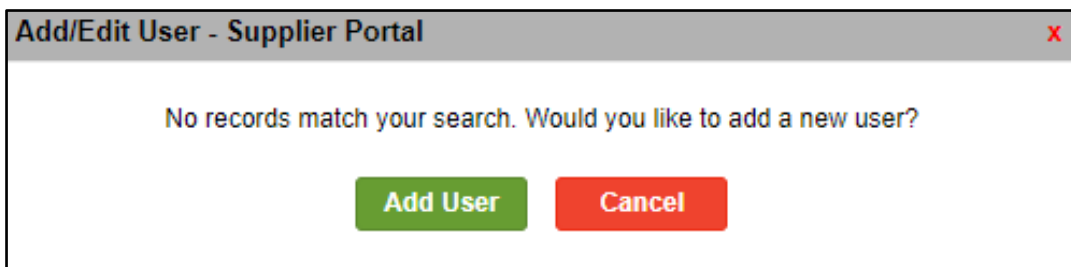 Add/Edit User - Supplier Portal x
No records match your search. Would you like to add a new user?
Add User Cancel